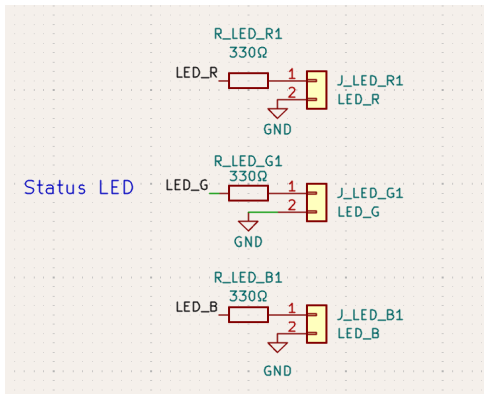 R_LED_R1
330Ω
LED_R
1
J_LED_R1
2
LED_R
GND
R_LED_G1
330Ω
Status LED
LED_G
1
J_LED_G1
2
LED_G
GND
R_LED_B1
330Ω
LED_B
1
J_LED_B1
2
LED_B
GND